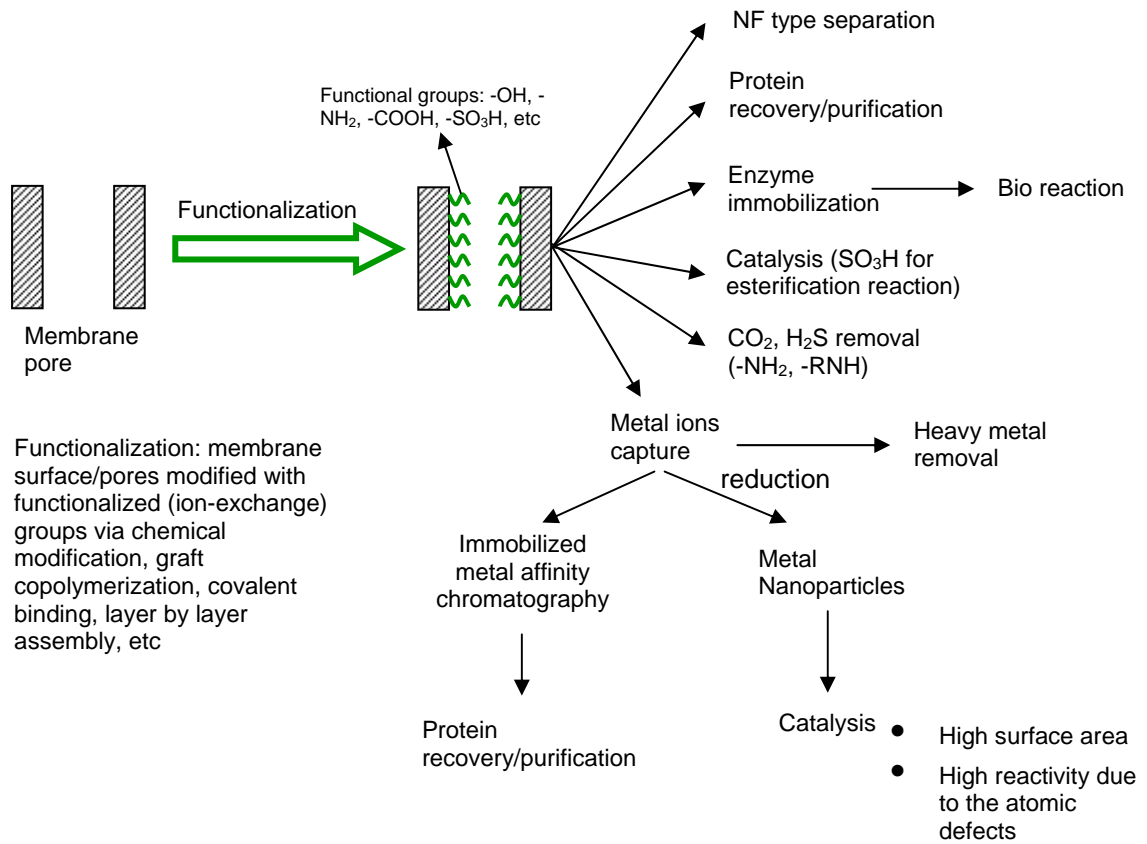 NF type separation
Functional groups: -OH, -
NH₂, -COOH, -SO₃H, etc
Protein
recovery/purification
Functionalization
Enzyme
immobilization
Bio reaction
Catalysis (SO₃H for
esterification reaction)
Membrane
pore
CO₂, H₂S removal
(-NH₂, -RNH)
Metal ions
capture
Heavy metal
removal
reduction
Functionalization: membrane
surface/pores modified with
functionalized (ion-exchange)
groups via chemical
modification, graft
copolymerization, covalent
binding, layer by layer
assembly, etc
Immobilized
metal affinity
chromatography
Metal
Nanoparticles
Protein
recovery/purification
Catalysis
● High surface area
● High reactivity due
to the atomic
defects